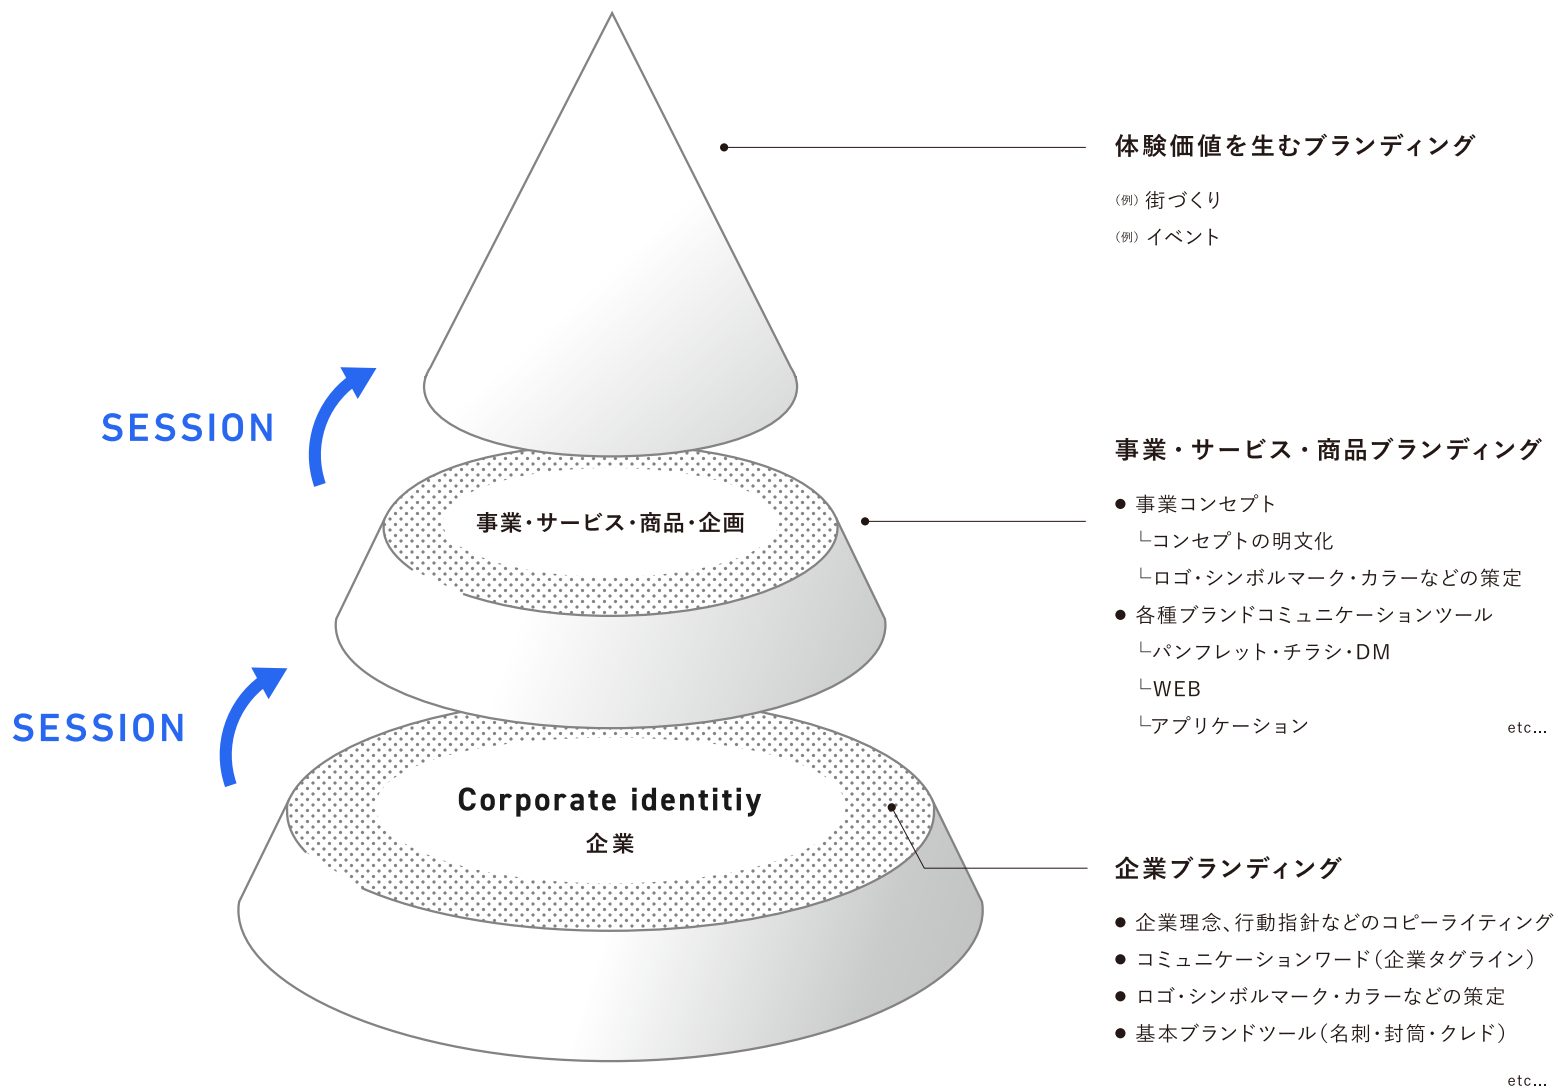 体験価値を生むブランディング
（例）街づくり
（例）イベント
SESSION
事業・サービス・商品・企画
事業・サービス・商品ブランディング
● 事業コンセプト
└コンセプトの明文化
└ロゴ・シンボルマーク・カラーなどの策定
● 各種ブランドコミュニケーションツール
└パンフレット・チラシ・DM
└WEB
└アプリケーション
etc...
SESSION
Corporate identitiy
企業
企業ブランディング
● 企業理念、行動指針などのコピーライティング
● コミュニケーションワード（企業タグライン）
● ロゴ・シンボルマーク・カラーなどの策定
● 基本ブランドツール（名刺・封筒・クレド）
etc...